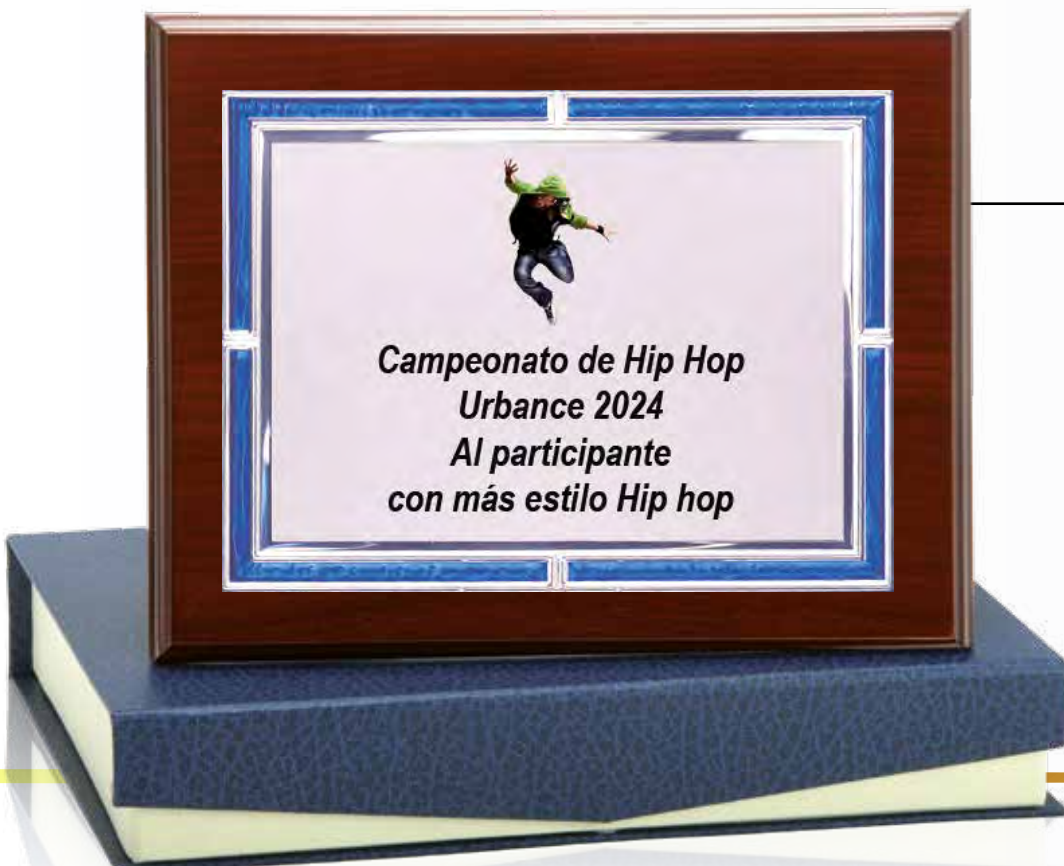 Campeonato de Hip Hop
Urbance 2024
Al participante
con más estilo Hip hop